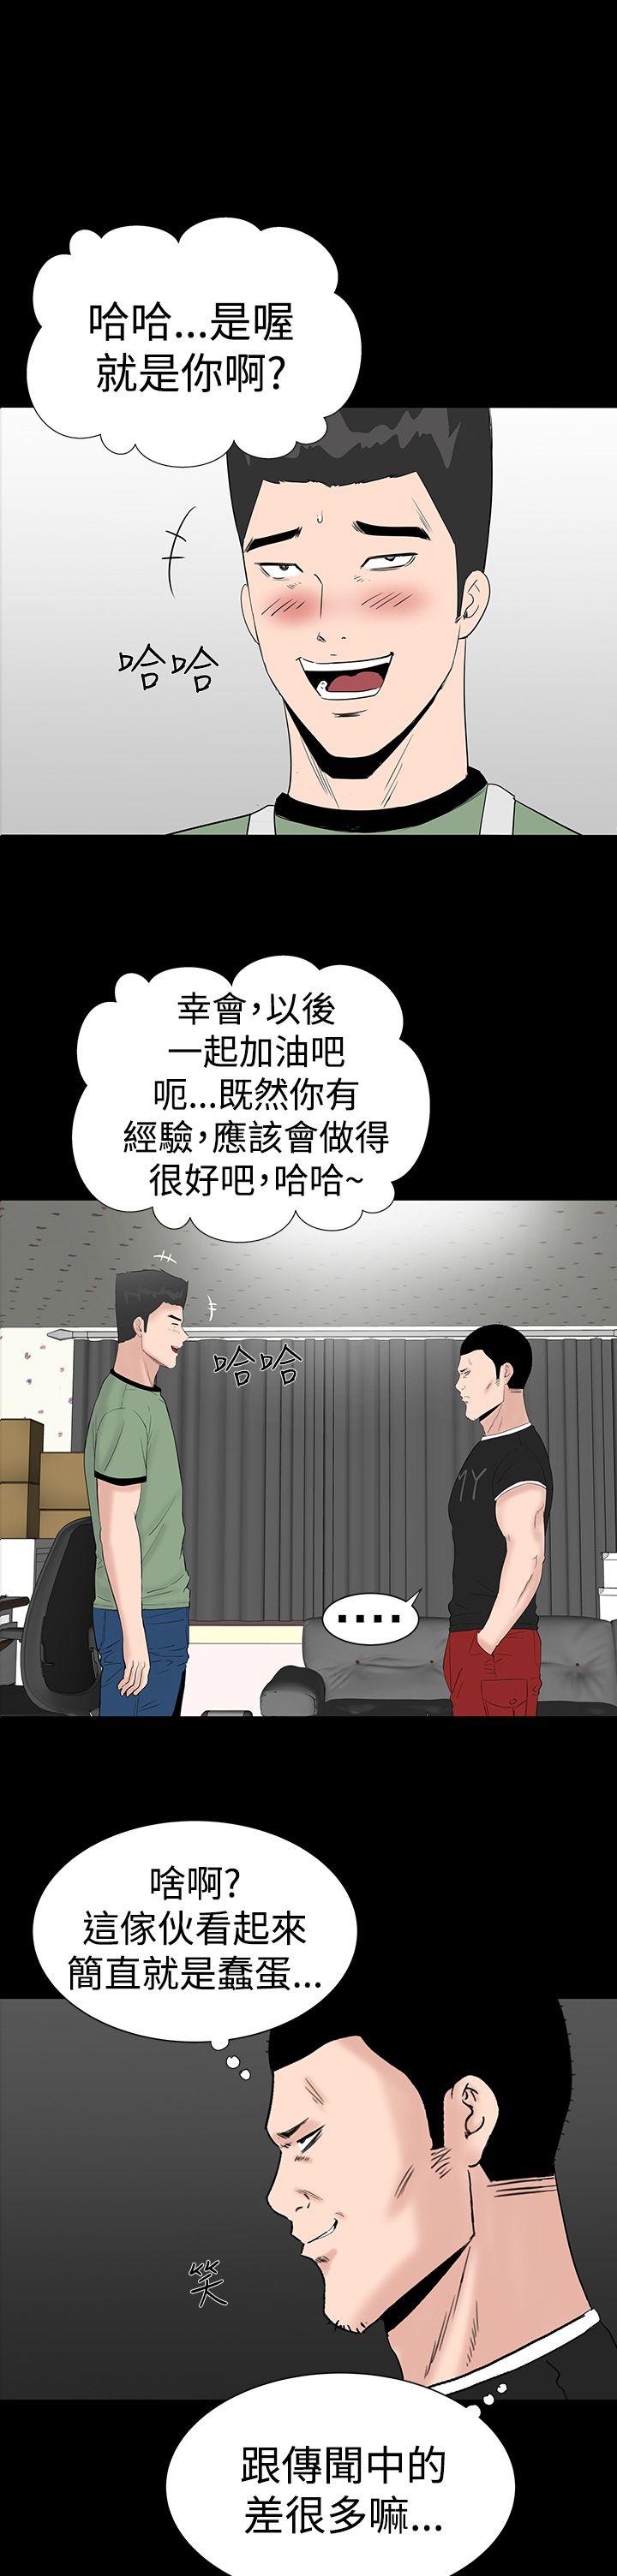 哈哈...是喔
就是你啊?
哈哈
幸會,以後
一起加油吧
呃...既然你有
經驗,應該會做得
很好吧,哈哈~
哈哈
MY
....
啥啊?
這傢伙看起來
簡直就是蠢蛋...
笑
跟傳聞中的
差很多嘛...